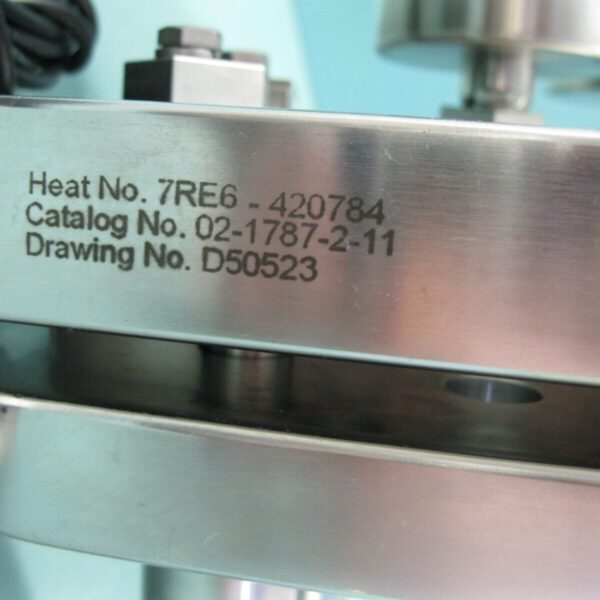 Heat No. 7RE6 - 420784
Catalog No. 02-1787-2-11
Drawing No. D50523